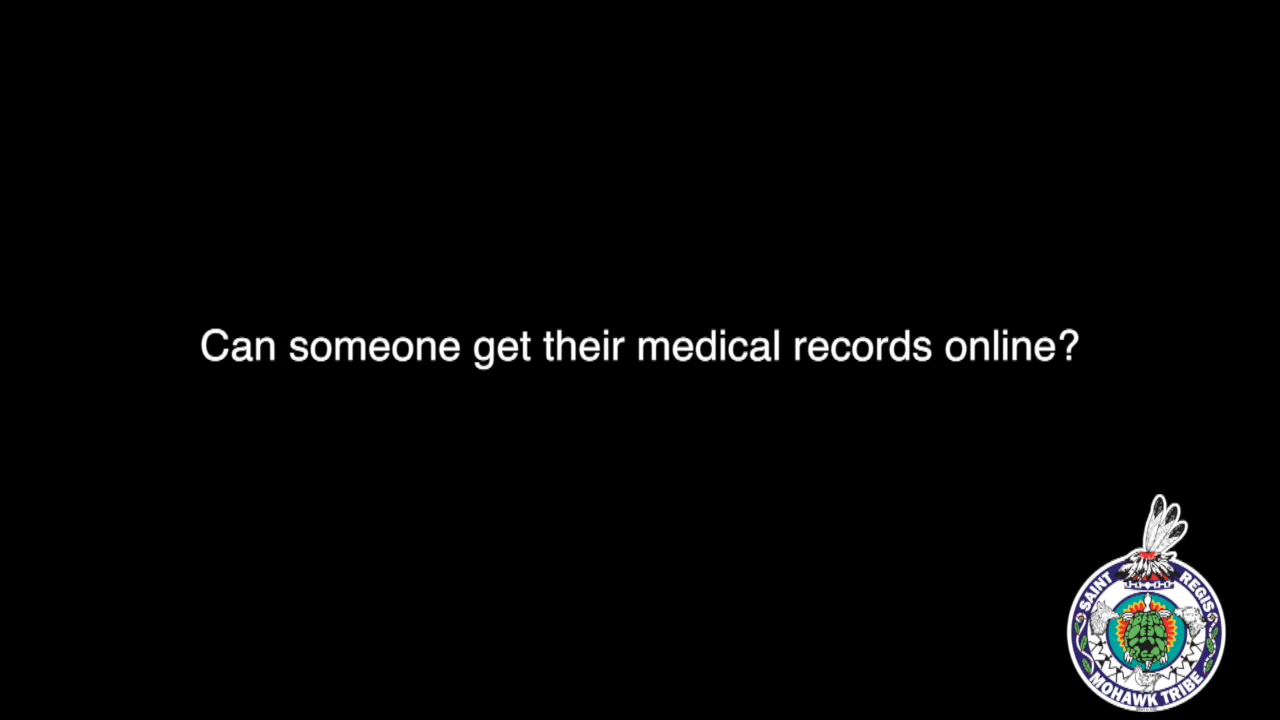 Can someone get their medical records online?
SAINT REGIS
MOHAWK TRIBE